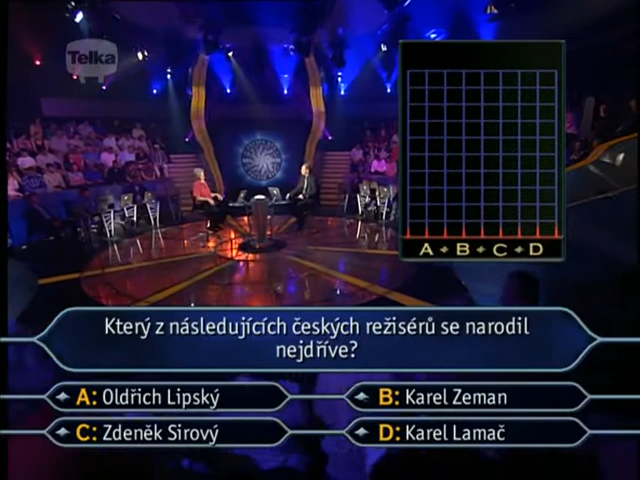 Telka
A B C D
Který z následujících českých režisérů se narodil
nejdříve?
A: Oldřich Lipský
B: Karel Zeman
C: Zdeněk Sirový
D: Karel Lamač